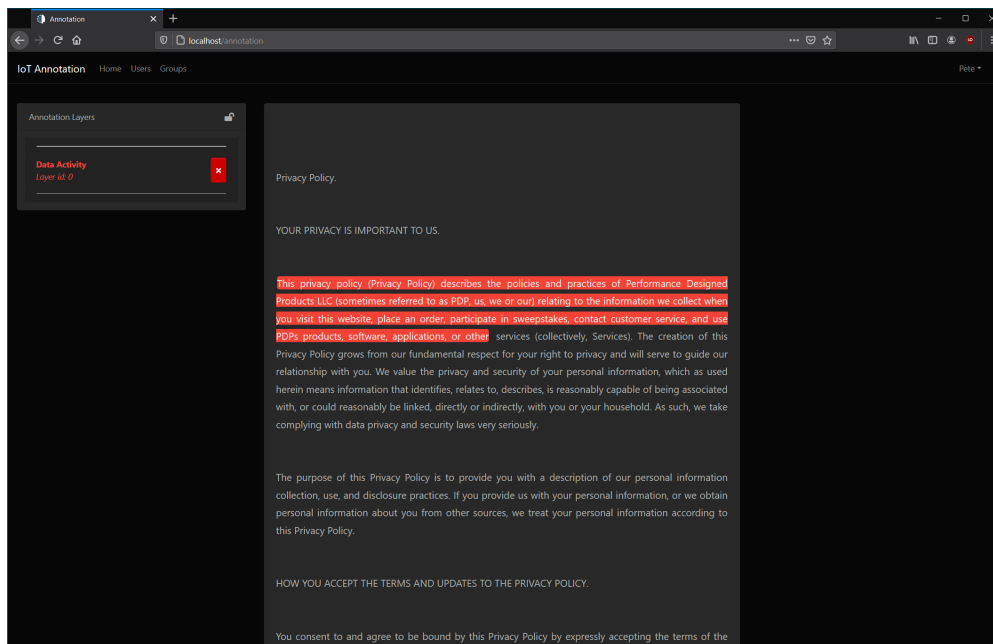 Annotation
localhost/annotation
IoT Annotation Home Users Groups Pete
Annotation Layers
Data Activity
Layer id: 0
Privacy Policy.
YOUR PRIVACY IS IMPORTANT TO US.
This privacy policy (Privacy Policy) describes the policies and practices of Performance Designed
Products LLC (sometimes referred to as PDP, us, we or our) relating to the information we collect when
you visit this website, place an order, participate in sweepstakes, contact customer service, and use
PDPs products, software, applications, or other services (collectively, Services). The creation of this
Privacy Policy grows from our fundamental respect for your right to privacy and will serve to guide our
relationship with you. We value the privacy and security of your personal information, which as used
herein means information that identifies, relates to, describes, is reasonably capable of being associated
with, or could reasonably be linked, directly or indirectly, with you or your household. As such, we take
complying with data privacy and security laws very seriously.
The purpose of this Privacy Policy is to provide you with a description of our personal information
collection, use, and disclosure practices. If you provide us with your personal information, or we obtain
personal information about you from other sources, we treat your personal information according to
this Privacy Policy.
HOW YOU ACCEPT THE TERMS AND UPDATES TO THE PRIVACY POLICY.
You consent to and agree to be bound by this Privacy Policy by expressly accepting the terms of the